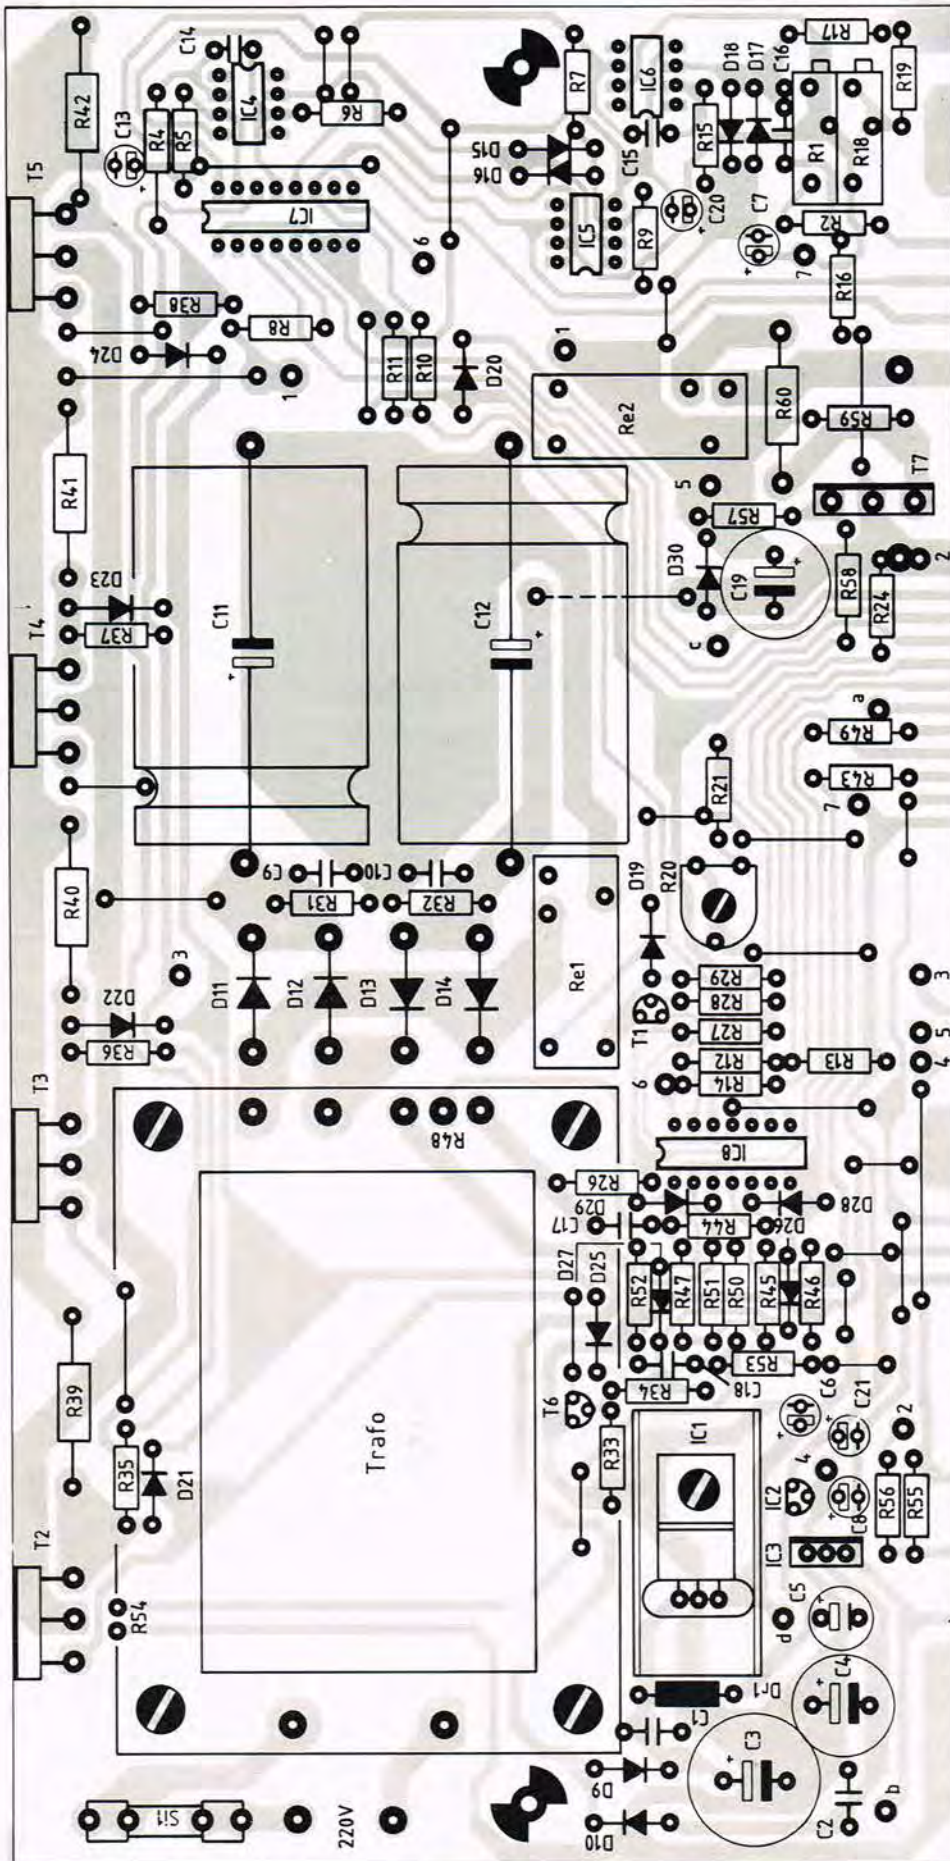 R42
T5
C13
R4
R5
C14
IC4
R6
IC7
6
R38
D24
R8
1
R11
R10
D20
R7
D15
D16
IC5
IC6
C15
R9
C20
R15
D18
D17
C16
R17
R19
R1
R18
R2
C7
7
R16
R41
D23
R37
T4
C11
+
C12
+
Re2
1
5
R60
R59
R57
T7
D30
C19
+
c
R58
R24
2
a
R49
R43
7
R21
R40
3
D22
R36
T3
C9
R31
C10
R32
D11
D12
D13
D14
Re1
D19
R20
T1
R29
R28
R27
R12
R14
R13
6
3
5
4
R48
IC8
R26
D29
C17
R44
D26
D28
D27
D25
R52
R47
R51
R50
R45
R46
R39
R35
D21
T2
R54
Trafo
T6
R34
R33
C18
R53
IC1
C6
C21
2
4
IC2
C8
IC3
R56
R55
C5
d
C4
Dr1
C1
C3
D9
D10
C2
b
Si1
220V